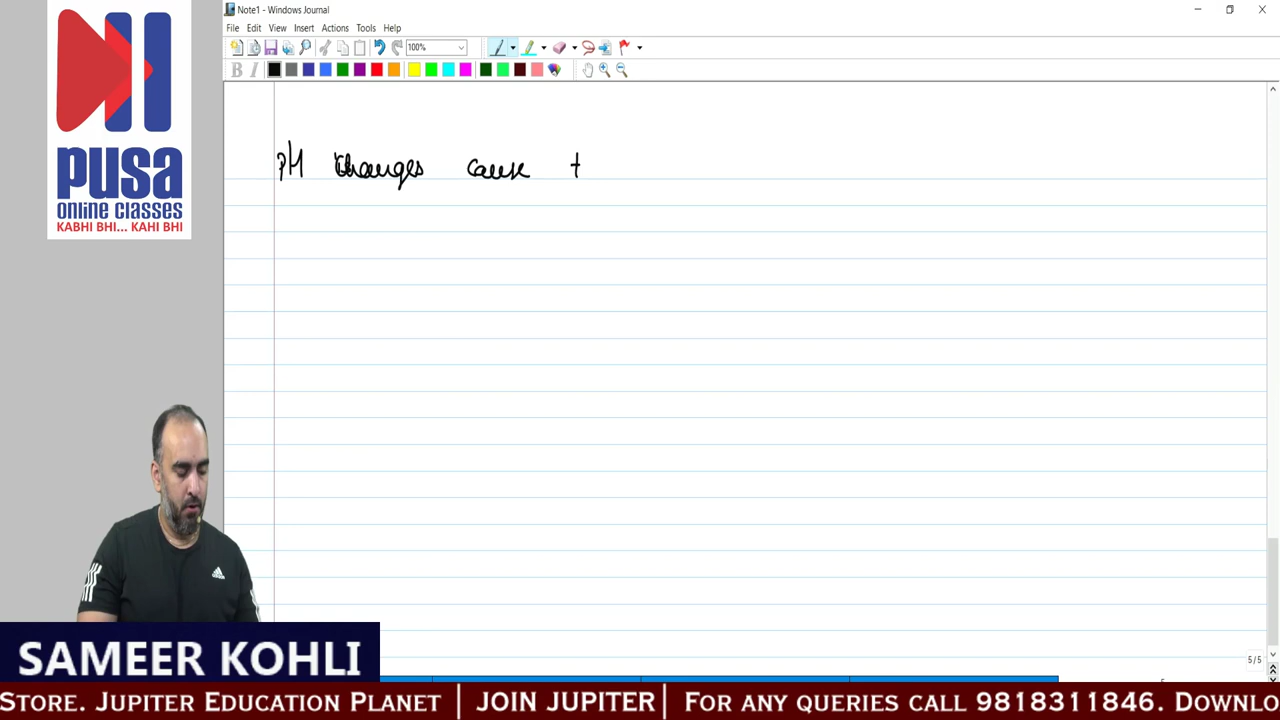 Note1 - Windows Journal
File Edit View Insert Actions Tools Help
100%
B I
PUSA
ONLINE CLASSES
KABHI BHI... KAHI BHI
pH changes cause t
5/5
SAMEER KOHLI
STORE. JUPITER EDUCATION PLANET | JOIN JUPITER| FOR ANY QUERIES CALL 9818311846. DOWNLO